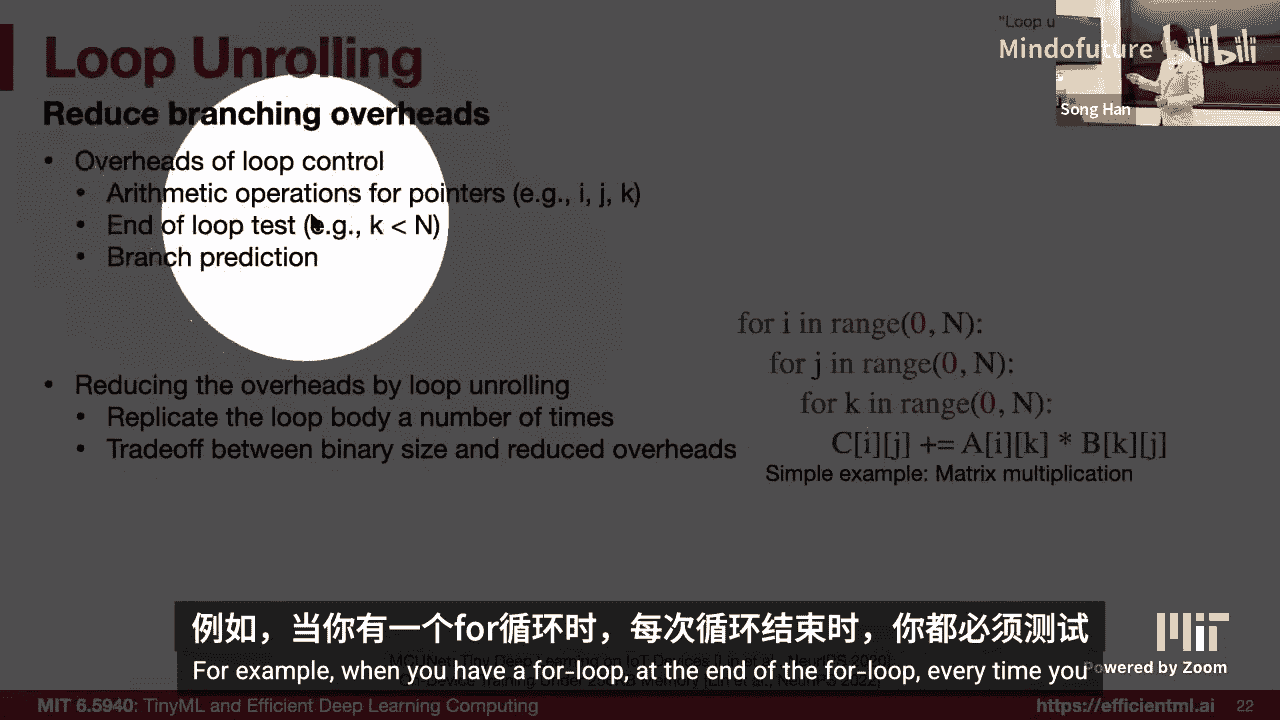 "Loop u
Loop Unrolling
Mindofuture bilibili
Song Han
Reduce branching overheads
• Overheads of loop control
• Arithmetic operations for pointers (e.g., i, j, k)
• End of loop test (e.g., k < N)
• Branch prediction
• Reducing the overheads by loop unrolling
• Replicate the loop body a number of times
• Tradeoff between binary size and reduced overheads
for i in range(0, N):
for j in range(0, N):
for k in range(0, N):
C[i][j] += A[i][k] * B[k][j]
Simple example: Matrix multiplication
例如，当你有一个for循环时，每次循环结束时，你都必须测试
For example, when you have a for-loop, at the end of the for-loop, every time you
MIT
Powered by Zoom
MIT 6.5940: TinyML and Efficient Deep Learning Computing
https://efficientml.ai
22